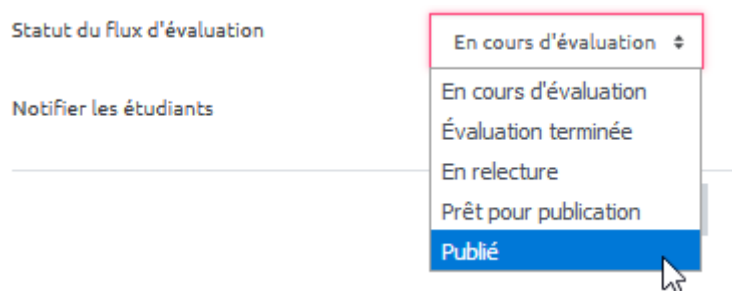 Statut du flux d'évaluation
En cours d'évaluation
En cours d'évaluation
Évaluation terminée
Notifier les étudiants
En relecture
Prêt pour publication
Publié